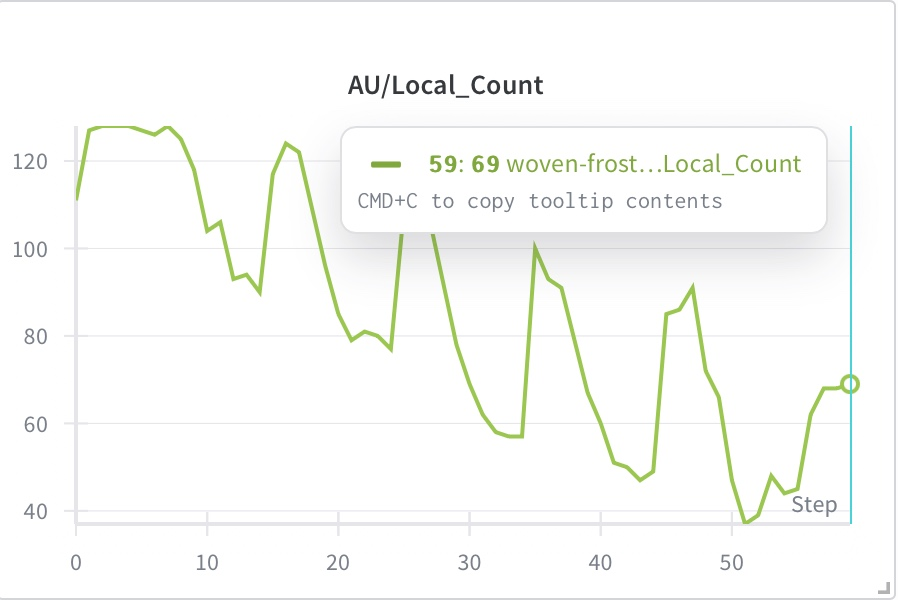 AU/Local_Count
59: 69 woven-frost…Local_Count
CMD+C to copy tooltip contents
120
100
80
60
40
Step
0 10 20 30 40 50